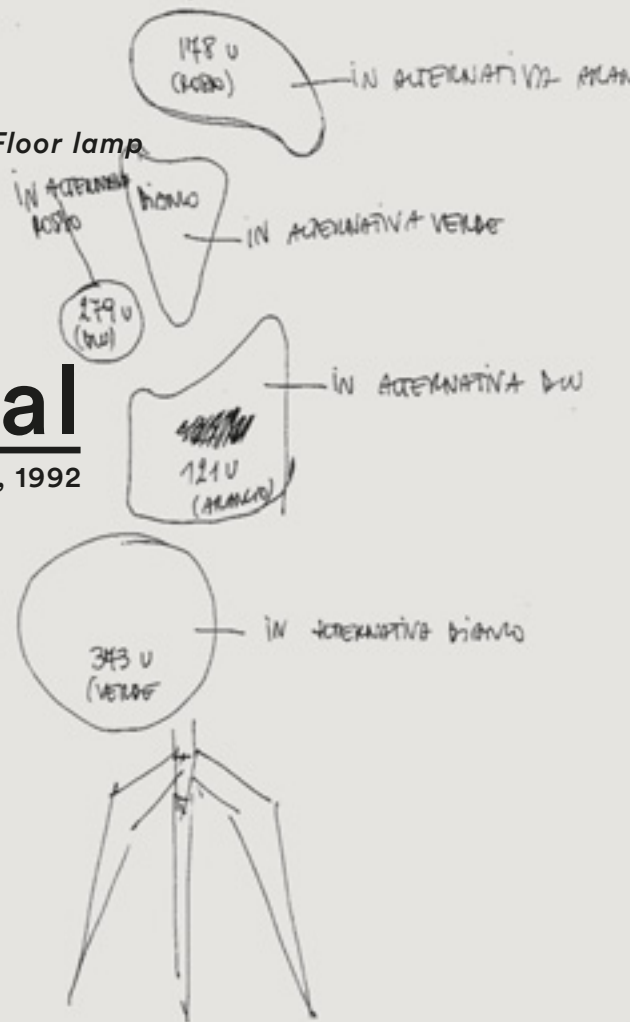 178 U
(ROSSO)
IN ALTERNATIVA ARAN
Floor lamp
IN ALTERNATIVA
ROSSO
BIANCO
IN ALTERNATIVA VERDE
279 U
(BLU)
IN ALTERNATIVA BLU
al
, 1992
121 U
(ARANCIO)
IN ALTERNATIVA BIANCO
343 U
(VERDE